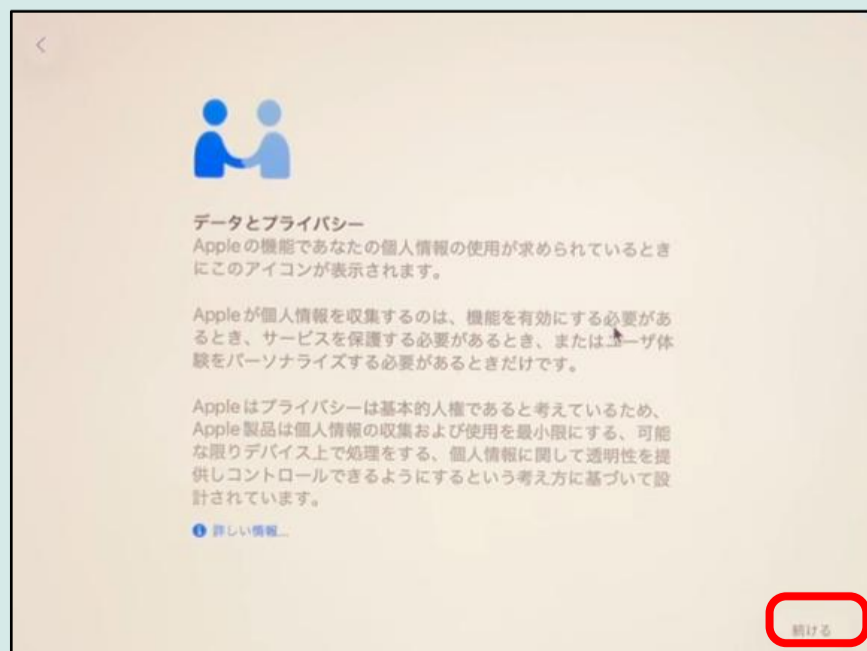 データとプライバシー
Appleの機能であなたの個人情報の使用が求められているとき
にこのアイコンが表示されます。
Appleが個人情報を収集するのは、機能を有効にする必要があ
るとき、サービスを保護する必要があるとき、またはユーザ体
験をパーソナライズする必要があるときだけです。
Appleはプライバシーは基本的人権であると考えているため、
Apple製品は個人情報の収集および使用を最小限にする、可能
な限りデバイス上で処理をする、個人情報に関して透明性を提
供しコントロールできるようにするという考え方に基づいて設
計されています。
詳しい情報...
続ける